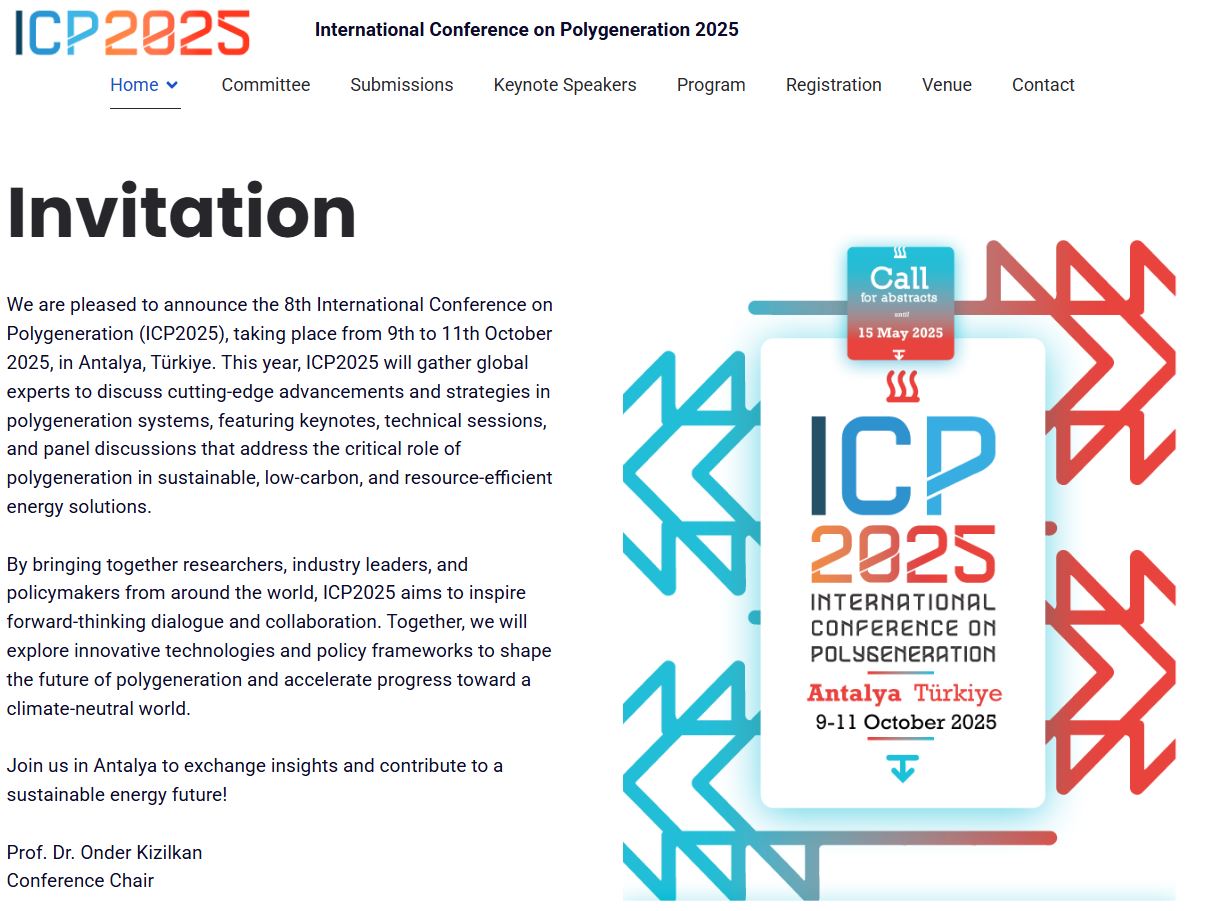 ICP2025
International Conference on Polygeneration 2025
Home
Committee
Submissions
Keynote Speakers
Program
Registration
Venue
Contact
Invitation
We are pleased to announce the 8th International Conference on
Polygeneration (ICP2025), taking place from 9th to 11th October
2025, in Antalya, Türkiye. This year, ICP2025 will gather global
experts to discuss cutting-edge advancements and strategies in
polygeneration systems, featuring keynotes, technical sessions,
and panel discussions that address the critical role of
polygeneration in sustainable, low-carbon, and resource-efficient
energy solutions.
By bringing together researchers, industry leaders, and
policymakers from around the world, ICP2025 aims to inspire
forward-thinking dialogue and collaboration. Together, we will
explore innovative technologies and policy frameworks to shape
the future of polygeneration and accelerate progress toward a
climate-neutral world.
Join us in Antalya to exchange insights and contribute to a
sustainable energy future!
Prof. Dr. Onder Kizilkan
Conference Chair
Call
for abstracts
until
15 May 2025
ICP
2025
INTERNATIONAL
CONFERENCE ON
POLYGENERATION
Antalya Türkiye
9-11 October 2025